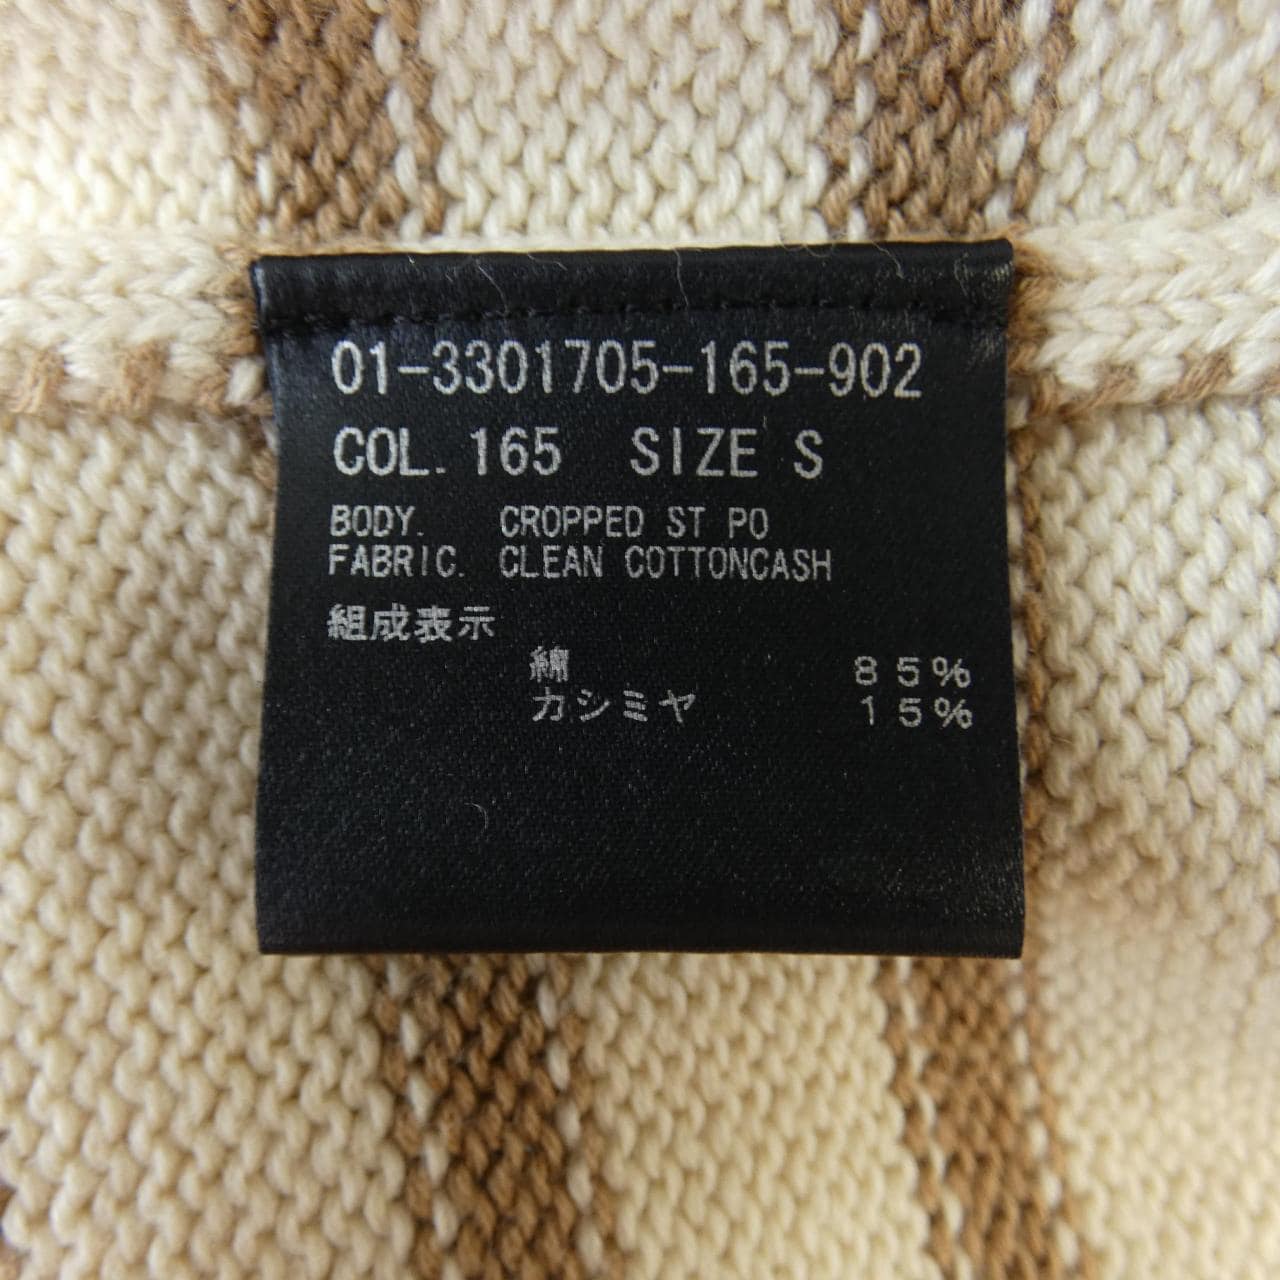 01-3301705-165-902
COL. 165 SIZE S
BODY. CROPPED ST PO
FABRIC. CLEAN COTTONCASH
組成表示
綿 85%
カシミヤ 15%